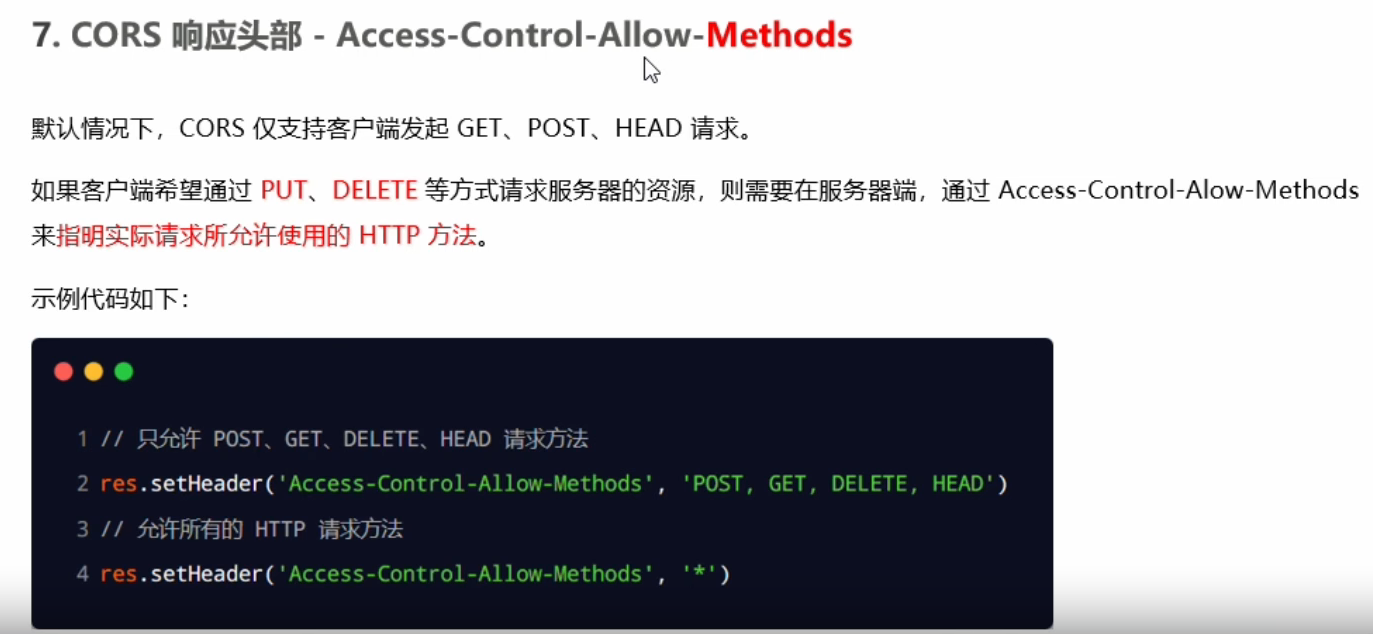 7. CORS 响应头部 - Access-Control-Allow-Methods
默认情况下，CORS 仅支持客户端发起 GET、POST、HEAD 请求。
如果客户端希望通过 PUT、DELETE 等方式请求服务器的资源，则需要在服务器端，通过 Access-Control-Alow-Methods
来指明实际请求所允许使用的 HTTP 方法。
示例代码如下：
1 // 只允许 POST、GET、DELETE、HEAD 请求方法
2 res.setHeader('Access-Control-Allow-Methods', 'POST, GET, DELETE, HEAD')
3 // 允许所有的 HTTP 请求方法
4 res.setHeader('Access-Control-Allow-Methods', '*')